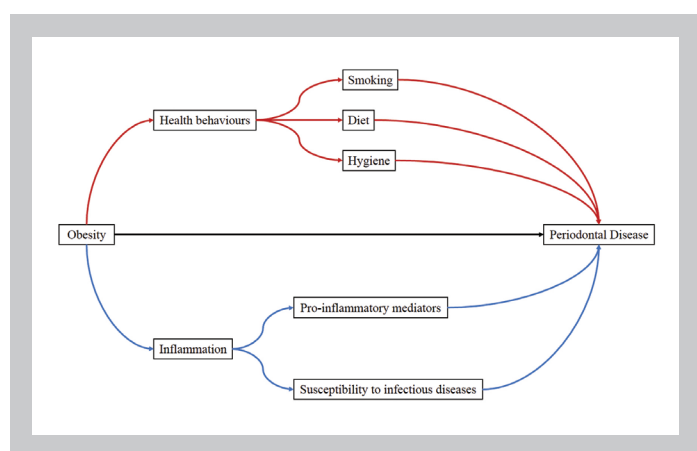 Smoking
Health behaviours
Diet
Hygiene
Obesity
Periodontal Disease
Pro-inflammatory mediators
Inflammation
Susceptibility to infectious diseases